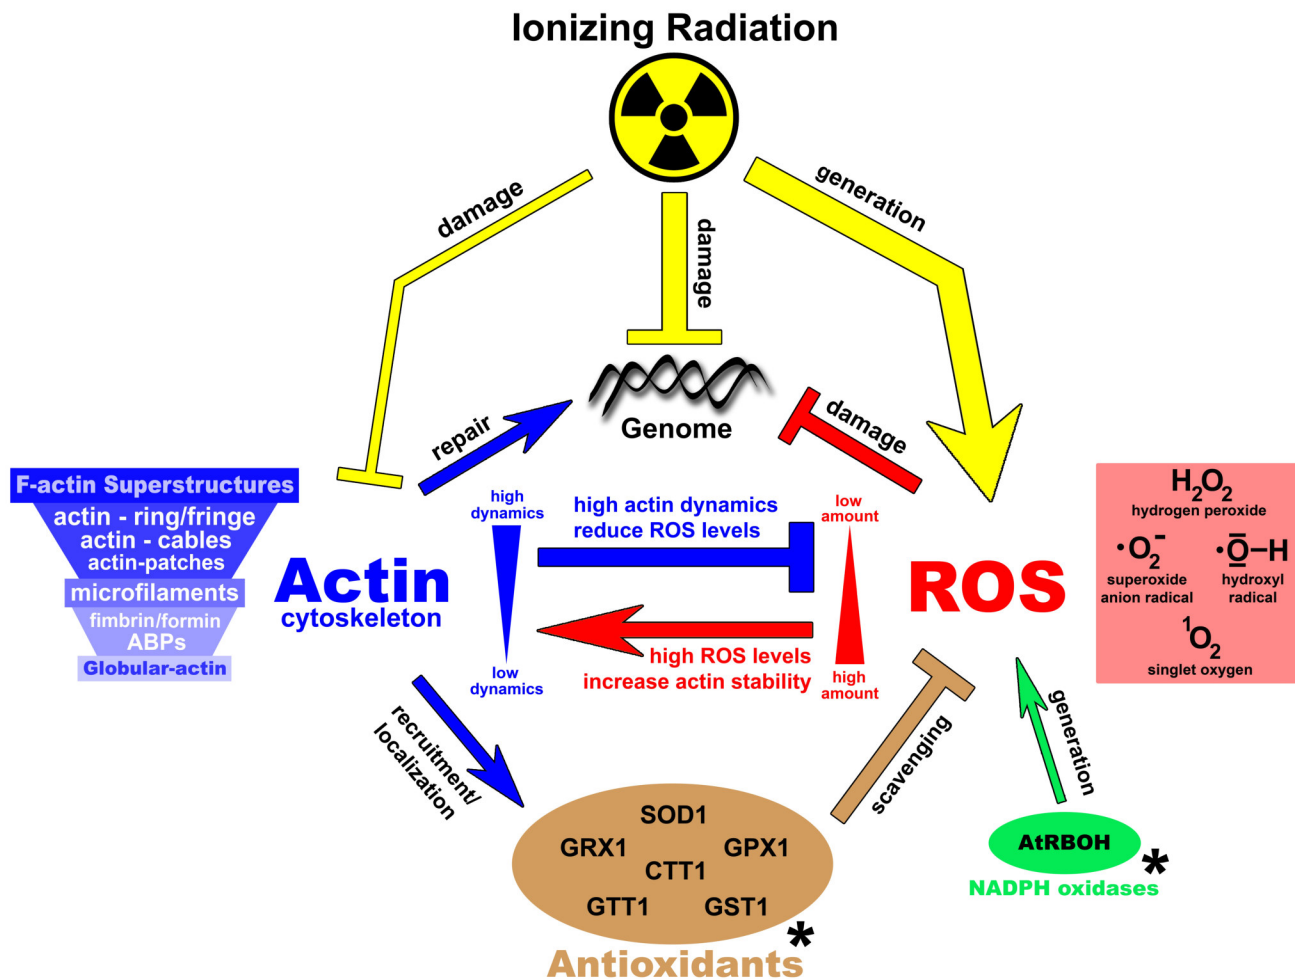 Ionizing Radiation
damage
damage
generation
Genome
repair
damage
F-actin Superstructures
actin - ring/fringe
actin - cables
actin-patches
microfilaments
fimbrin/formin
ABPs
Globular-actin
Actin
cytoskeleton
high
dynamics
low
dynamics
high actin dynamics
reduce ROS levels
high ROS levels
increase actin stability
low
amount
high
amount
ROS
H₂O₂
hydrogen peroxide
·O₂⁻
superoxide
anion radical
·O̲̅–H
hydroxyl
radical
¹O₂
singlet oxygen
recruitment/
localization
scavenging
generation
SOD1
GRX1
GPX1
CTT1
GTT1
GST1
*
Antioxidants
AtRBOH
*
NADPH oxidases